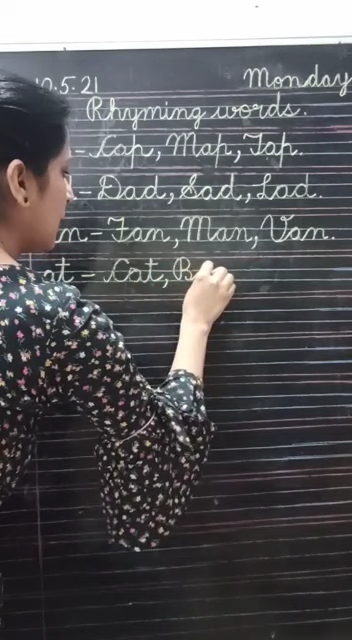 10.5.21 Monday
Rhyming words.
- Cap, Map, Tap.
- Dad, Sad, Lad.
n - Fan, Man, Van.
at - Cat, B